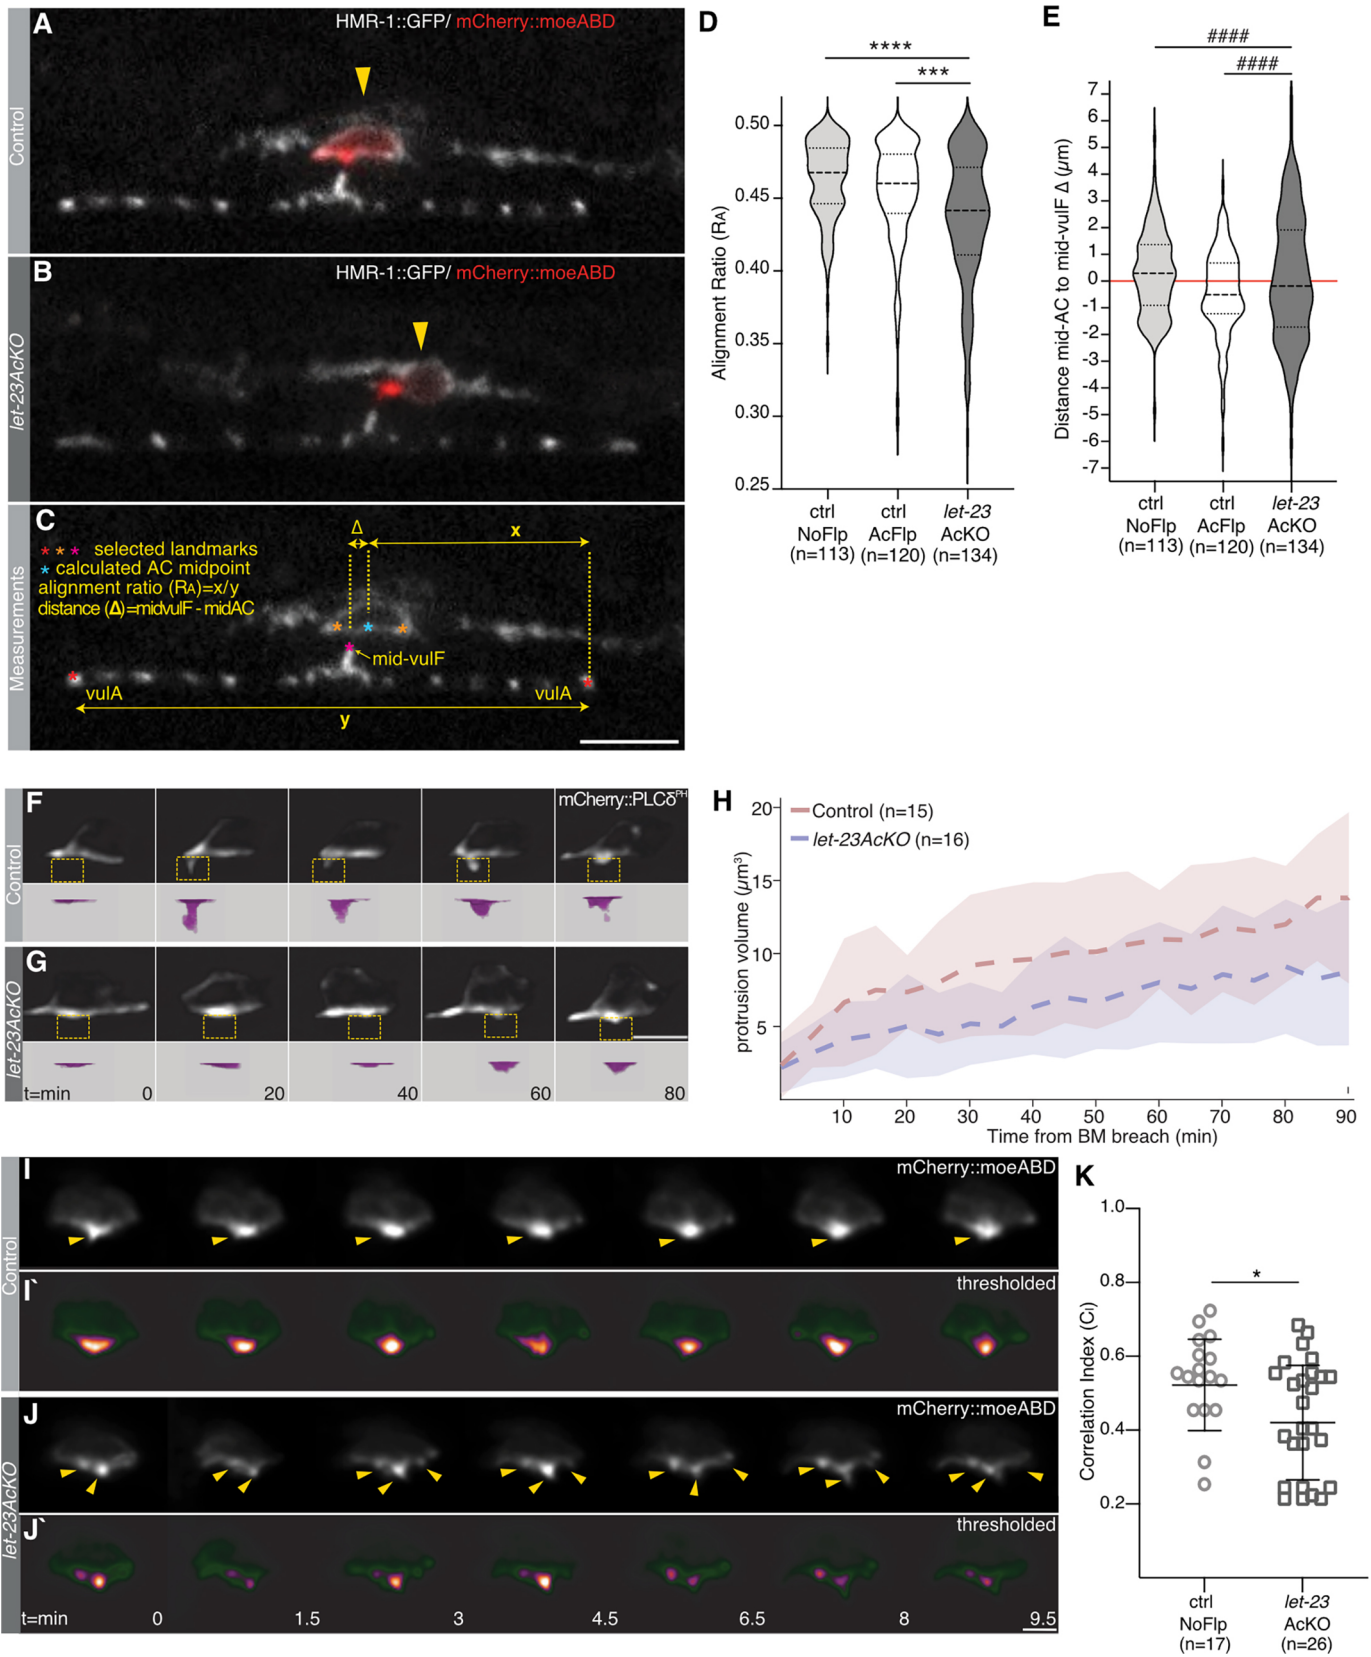 A
HMR-1::GFP/ mCherry::moeABD
Control
B
HMR-1::GFP/ mCherry::moeABD
let-23AcKO
C
Δ
x
* * * selected landmarks
* calculated AC midpoint
alignment ratio (RA)=x/y
distance (Δ)=midvulF - midAC
mid-vulF
vulA
vulA
y
Measurements
D
****
***
0.50
0.45
0.40
0.35
0.30
0.25
Alignment Ratio (RA)
ctrl
NoFlp
(n=113)
ctrl
AcFlp
(n=120)
let-23
AcKO
(n=134)
E
####
####
7
6
5
4
3
2
1
0
-1
-2
-3
-4
-5
-6
-7
Distance mid-AC to mid-vulF Δ (µm)
ctrl
NoFlp
(n=113)
ctrl
AcFlp
(n=120)
let-23
AcKO
(n=134)
F
mCherry::PLCδPH
Control
G
let-23AcKO
t=min
0
20
40
60
80
H
Control (n=15)
let-23AcKO (n=16)
20
15
10
5
protrusion volume (µm³)
10
20
30
40
50
60
70
80
90
Time from BM breach (min)
I
mCherry::moeABD
Control
I`
thresholded
J
mCherry::moeABD
let-23AcKO
J`
thresholded
t=min
0
1.5
3
4.5
6.5
8
9.5
K
1.0
0.8
0.6
0.4
0.2
*
Correlation Index (CI)
ctrl
NoFlp
(n=17)
let-23
AcKO
(n=26)